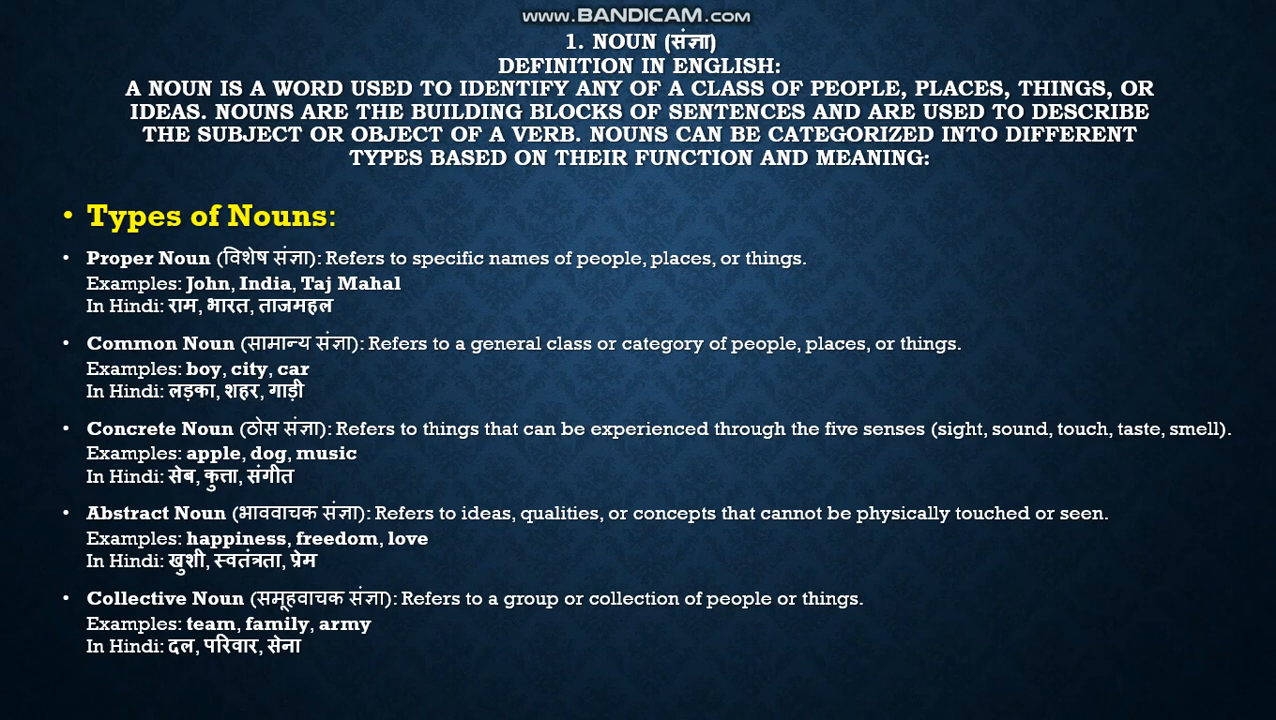 www.BANDICAM.com
1. NOUN (संज्ञा)
DEFINITION IN ENGLISH:
A NOUN IS A WORD USED TO IDENTIFY ANY OF A CLASS OF PEOPLE, PLACES, THINGS, OR
IDEAS. NOUNS ARE THE BUILDING BLOCKS OF SENTENCES AND ARE USED TO DESCRIBE
THE SUBJECT OR OBJECT OF A VERB. NOUNS CAN BE CATEGORIZED INTO DIFFERENT
TYPES BASED ON THEIR FUNCTION AND MEANING:
• Types of Nouns:
• Proper Noun (विशेष संज्ञा): Refers to specific names of people, places, or things.
Examples: John, India, Taj Mahal
In Hindi: राम, भारत, ताजमहल
• Common Noun (सामान्य संज्ञा): Refers to a general class or category of people, places, or things.
Examples: boy, city, car
In Hindi: लड़का, शहर, गाड़ी
• Concrete Noun (ठोस संज्ञा): Refers to things that can be experienced through the five senses (sight, sound, touch, taste, smell).
Examples: apple, dog, music
In Hindi: सेब, कुत्ता, संगीत
• Abstract Noun (भाववाचक संज्ञा): Refers to ideas, qualities, or concepts that cannot be physically touched or seen.
Examples: happiness, freedom, love
In Hindi: खुशी, स्वतंत्रता, प्रेम
• Collective Noun (समूहवाचक संज्ञा): Refers to a group or collection of people or things.
Examples: team, family, army
In Hindi: दल, परिवार, सेना